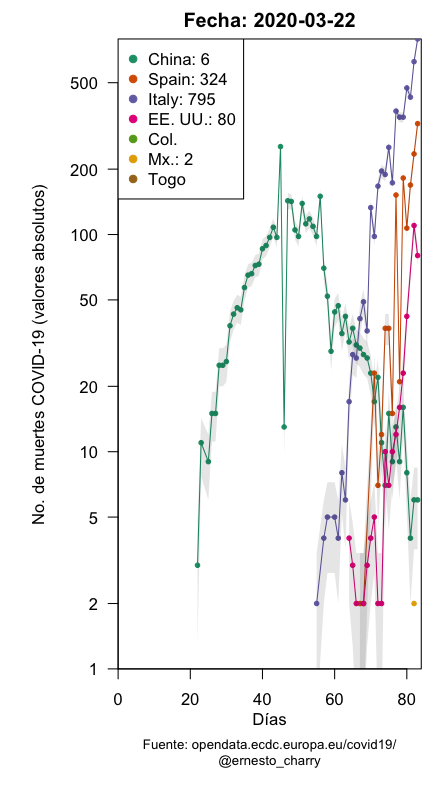 Fecha: 2020-03-22
China: 6
Spain: 324
Italy: 795
EE. UU.: 80
Col.
Mx.: 2
Togo
No. de muertes COVID-19 (valores absolutos)
500
200
100
50
20
10
5
2
1
0 20 40 60 80
Días
Fuente: opendata.ecdc.europa.eu/covid19/
@ernesto_charry